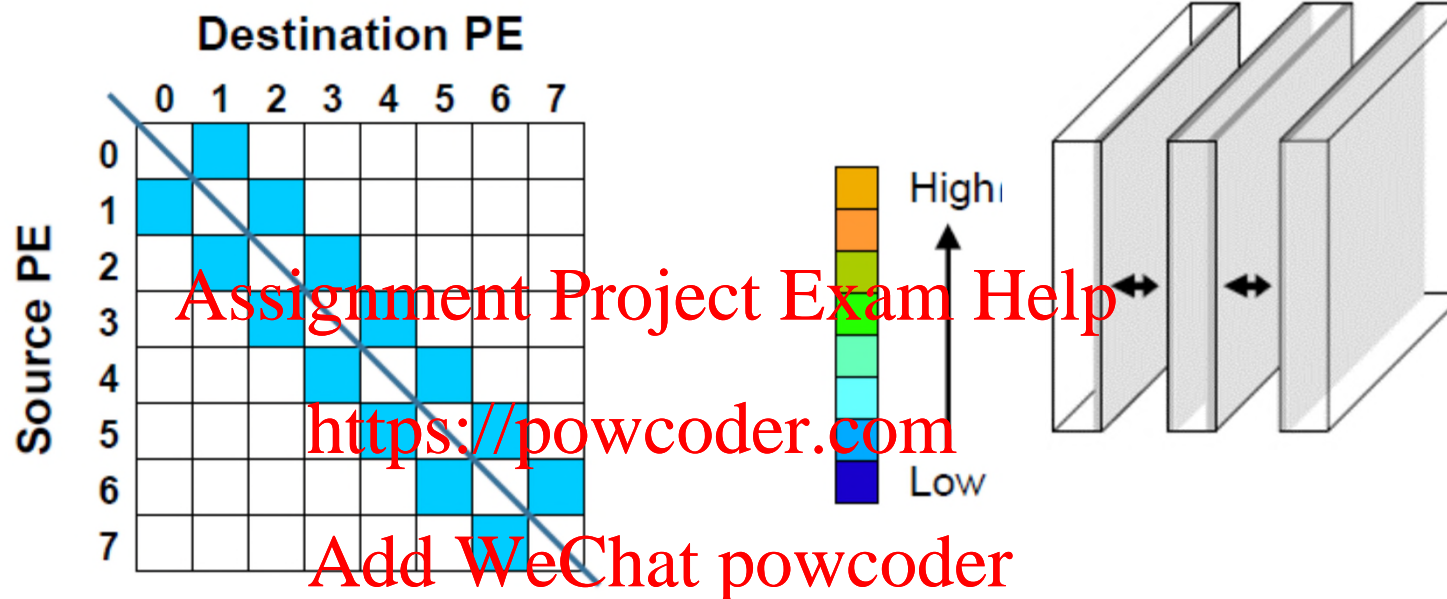 Destination PE
0 1 2 3 4 5 6 7
Source PE
0
1
2
3
4
5
6
7
High
Low
Assignment Project Exam Help
https://powcoder.com
Add WeChat powcoder